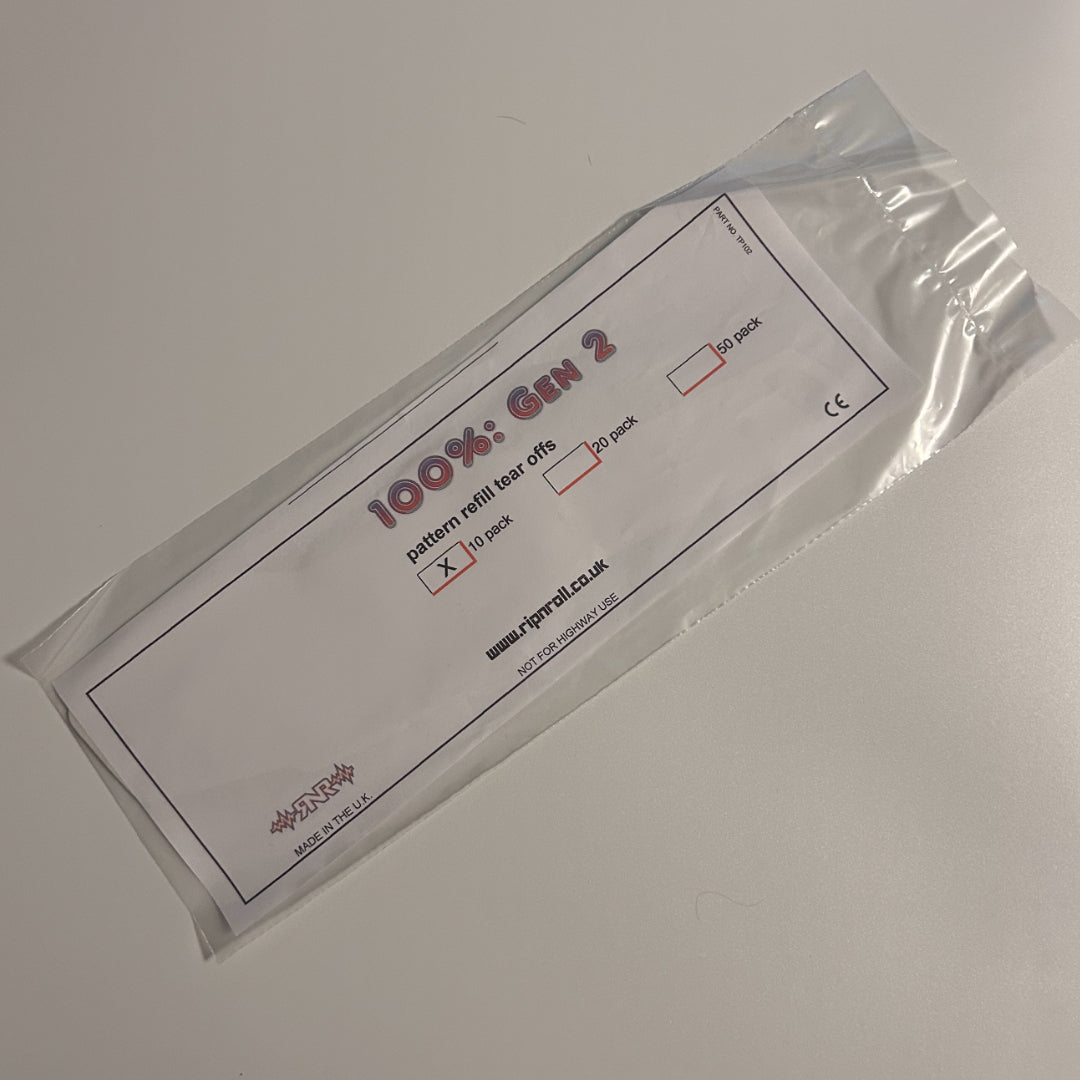 PART NO. TP102
100%: Gen 2
pattern refill tear offs
X 10 pack
20 pack
50 pack
www.ripnroll.co.uk
NOT FOR HIGHWAY USE
CE
RNR
MADE IN THE U.K.